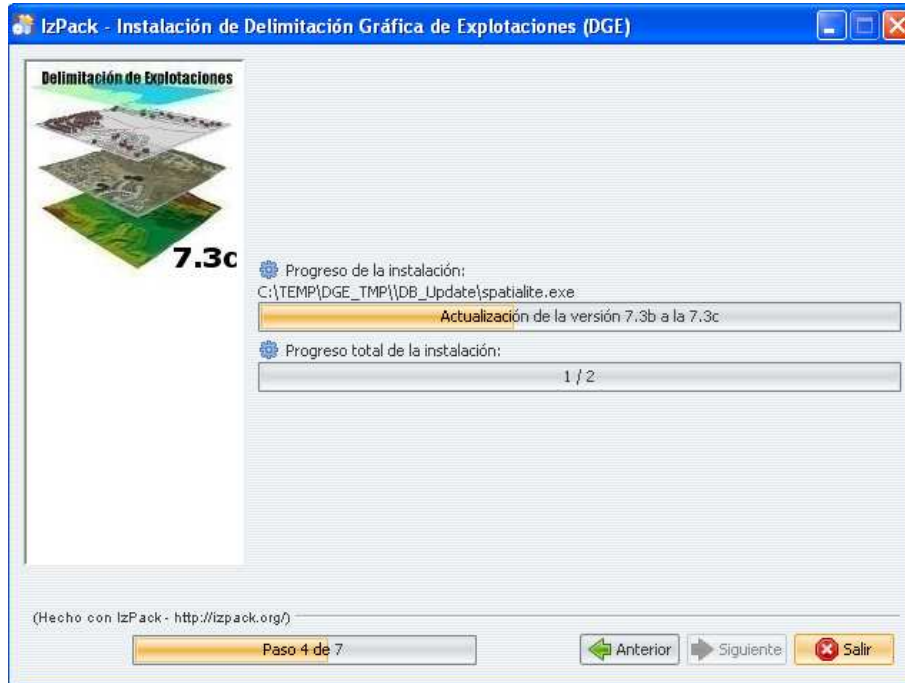 IzPack - Instalación de Delimitación Gráfica de Explotaciones (DGE)
Delimitación de Explotaciones
7.3c
Progreso de la instalación:
C:\TEMP\DGE_TMP\\DB_Update\spatialite.exe
Actualización de la versión 7.3b a la 7.3c
Progreso total de la instalación:
1 / 2
(Hecho con IzPack - http://izpack.org/)
Paso 4 de 7
Anterior
Siguiente
Salir